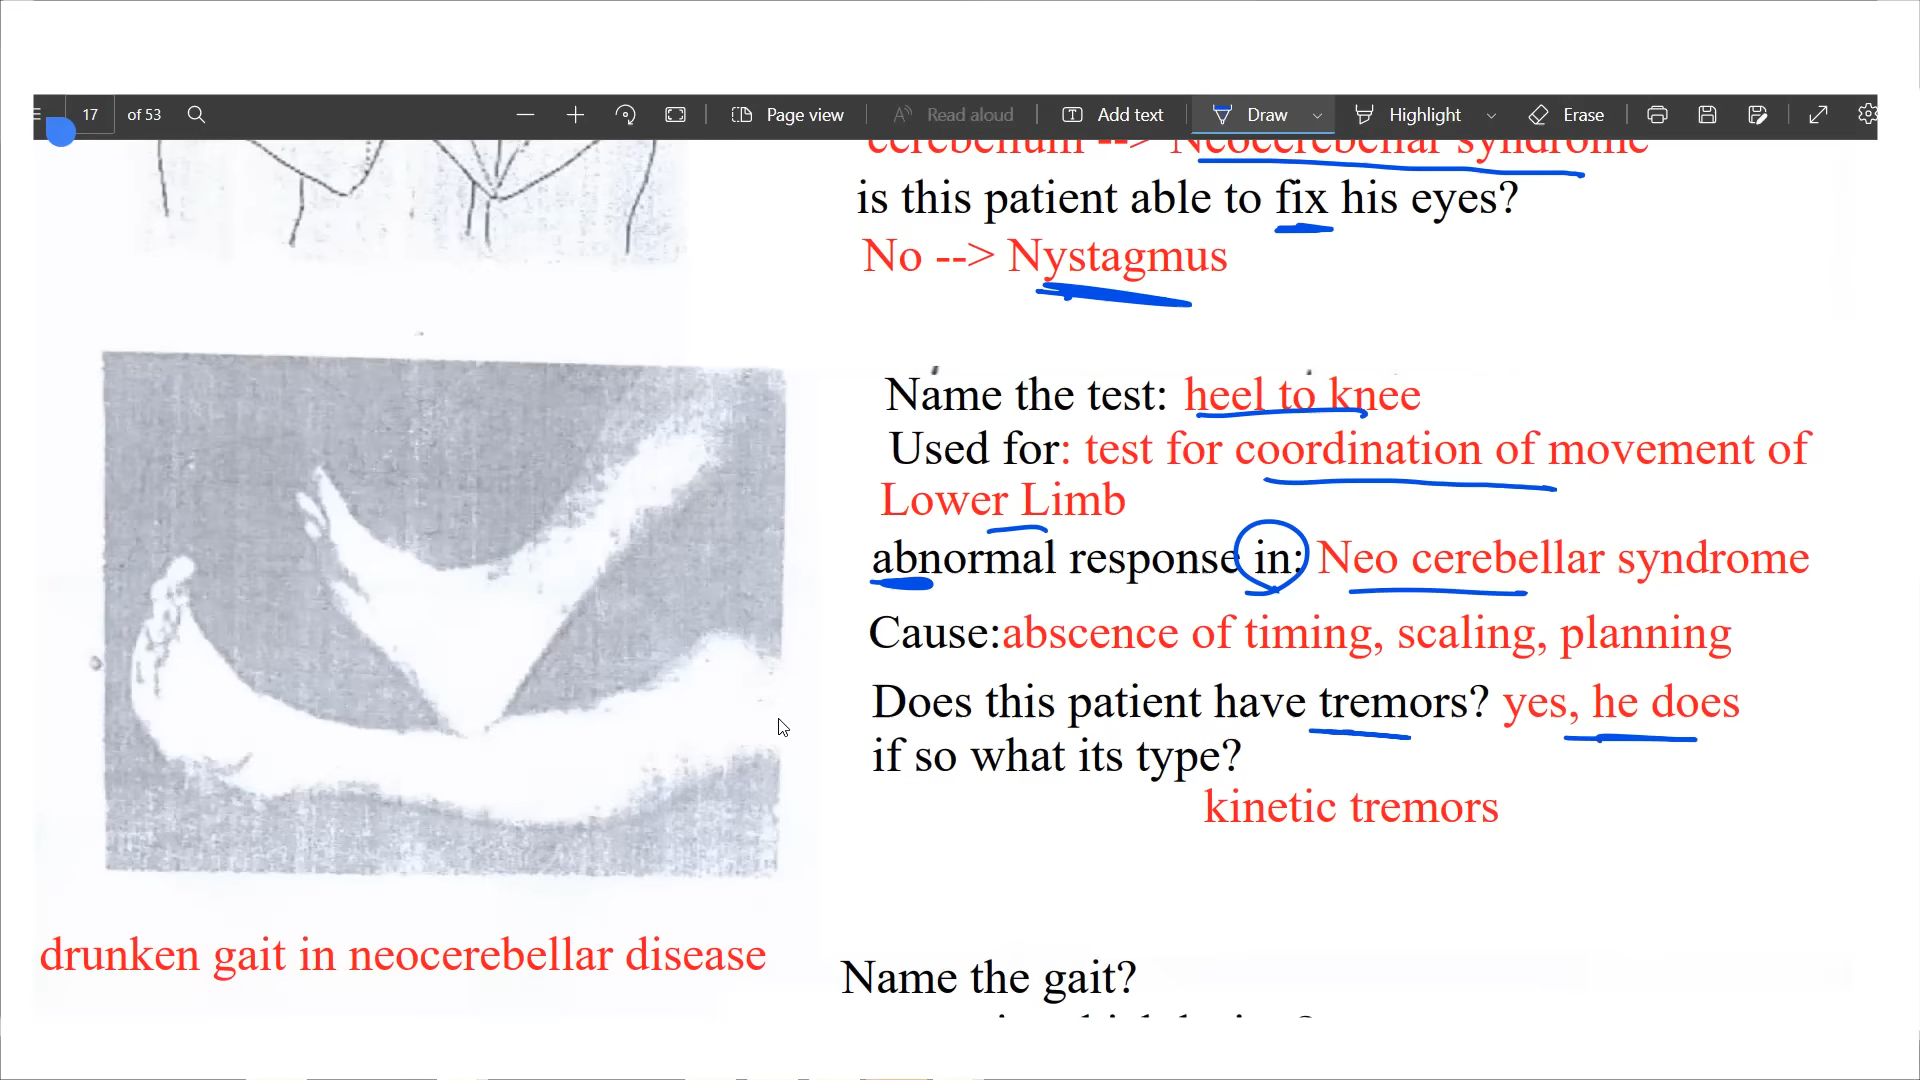 17 of 53 Page view Read aloud Add text Draw Highlight Erase
cerebellum --> Neocerebellar syndrome
is this patient able to fix his eyes?
No --> Nystagmus
Name the test: heel to knee
Used for: test for coordination of movement of
Lower Limb
abnormal response in: Neo cerebellar syndrome
Cause:abscence of timing, scaling, planning
Does this patient have tremors? yes, he does
if so what its type?
kinetic tremors
drunken gait in neocerebellar disease
Name the gait?